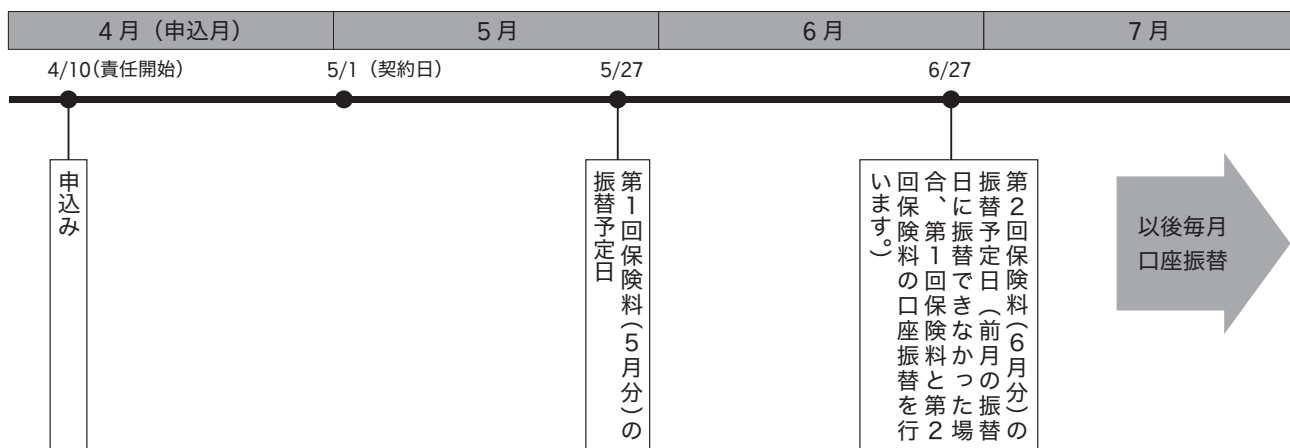 4月（申込月）
5月
6月
7月
4/10(責任開始)
5/1（契約日）
5/27
6/27
申込み
第1回保険料(5月分)の
振替予定日
第2回保険料(6月分)の
振替予定日（前月の振替
日に振替できなかった場
合、第1回保険料と第2
回保険料の口座振替を行
います。）
以後毎月
口座振替